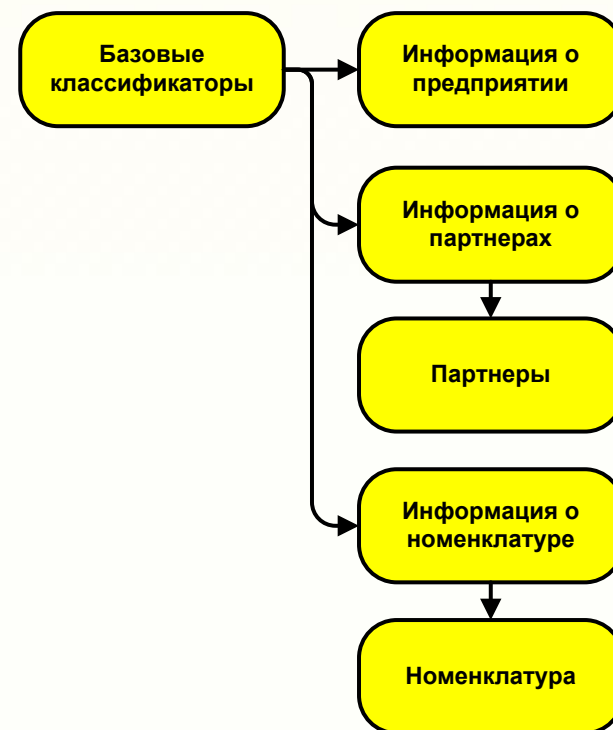 Базовые
классификаторы
Информация о
предприятии
Информация о
партнерах
Партнеры
Информация о
номенклатуре
Номенклатура